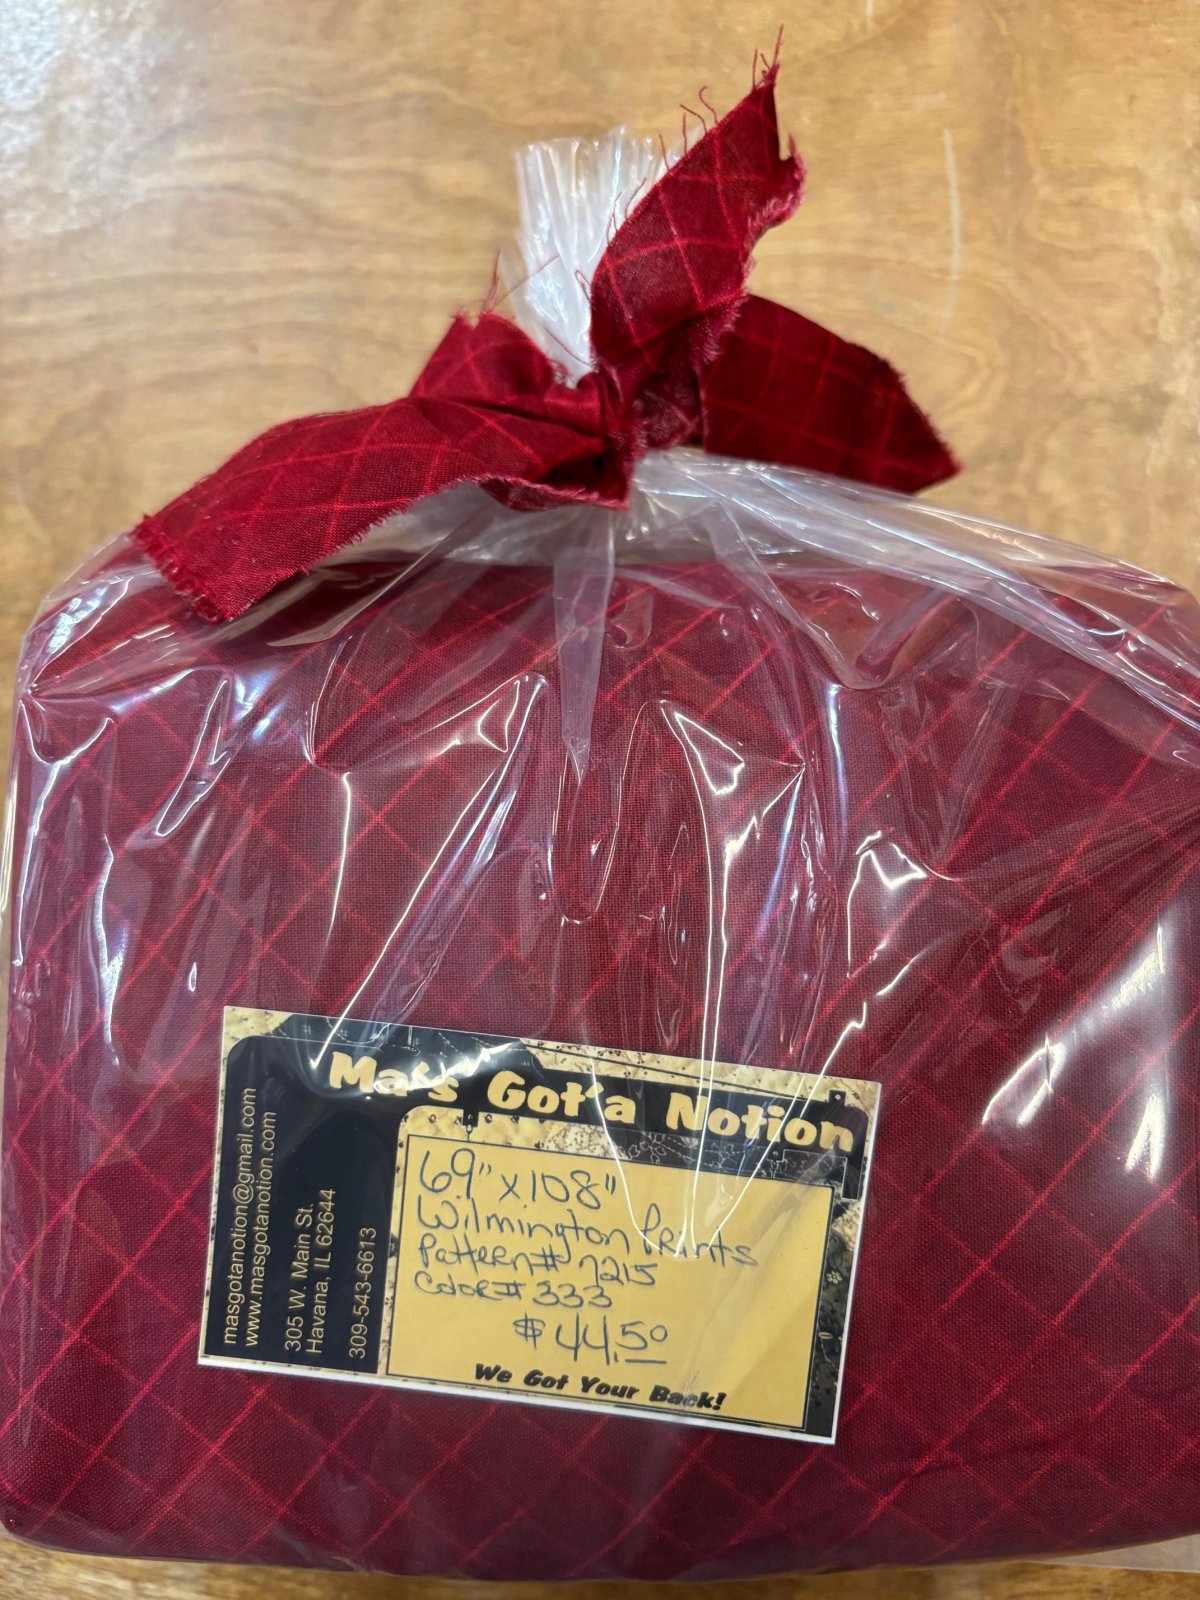 Ma's Got'a Notion
masgotanotion@gmail.com
www.masgotanotion.com
305 W. Main St.
Havana, IL 62644
309-543-6613
69" x 108"
Wilmington Prints
Pattern # 7215
Color # 333
$44.50
We Got Your Back!